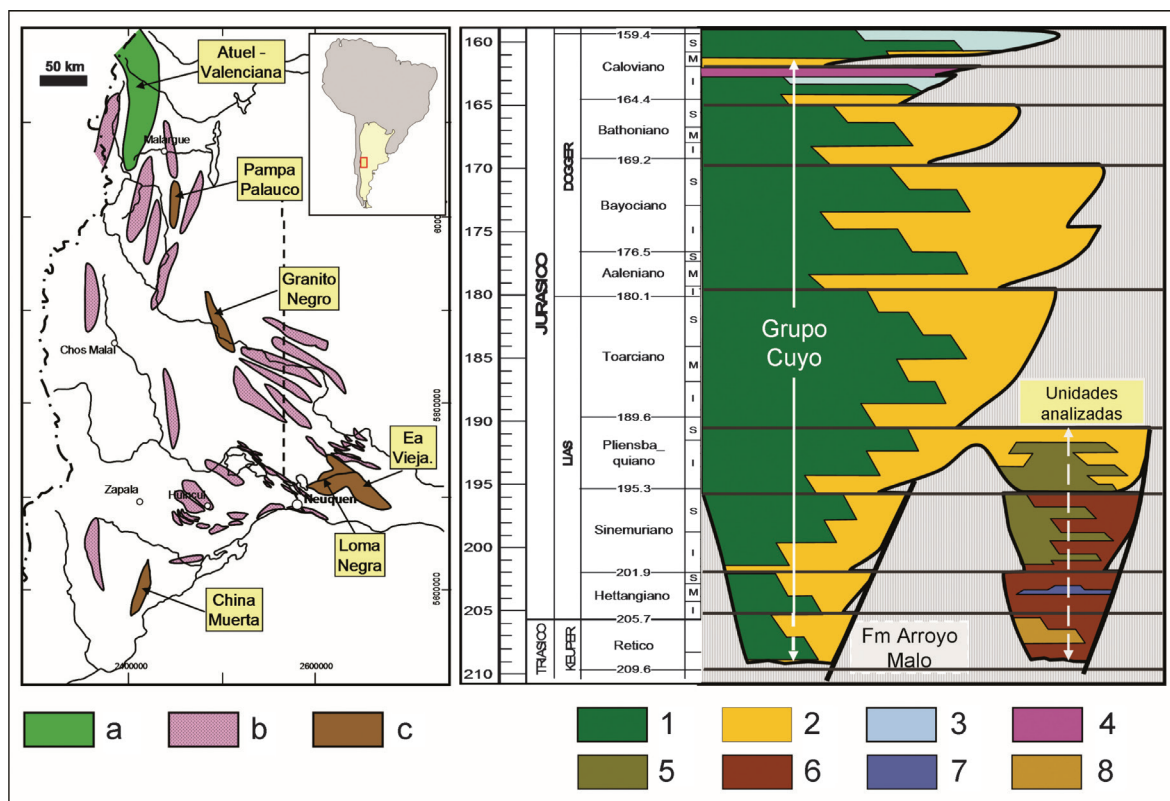 50 km
Atuel -
Valenciana
Malargue
Pampa
Palauco
Granito
Negro
Chos Malal
Ea
Vieja.
Zapala
Huincul
Neuquen
Loma
Negra
China
Muerta
2400000
2600000
5800000
5600000
a
b
c
160
165
170
175
180
185
190
195
200
205
210
JURASICO
TRIASICO
DOGGER
LIAS
KEUPER
159.4
Caloviano
S
M
I
164.4
Bathoniano
S
M
I
169.2
Bayociano
S
I
176.5
Aaleniano
S
M
I
180.1
Toarciano
S
M
I
189.6
Pliensba_
quiano
S
I
195.3
Sinemuriano
S
I
201.9
Hettangiano
S
M
I
205.7
Retico
209.6
Grupo
Cuyo
Unidades
analizadas
Fm Arroyo
Malo
1
2
3
4
5
6
7
8